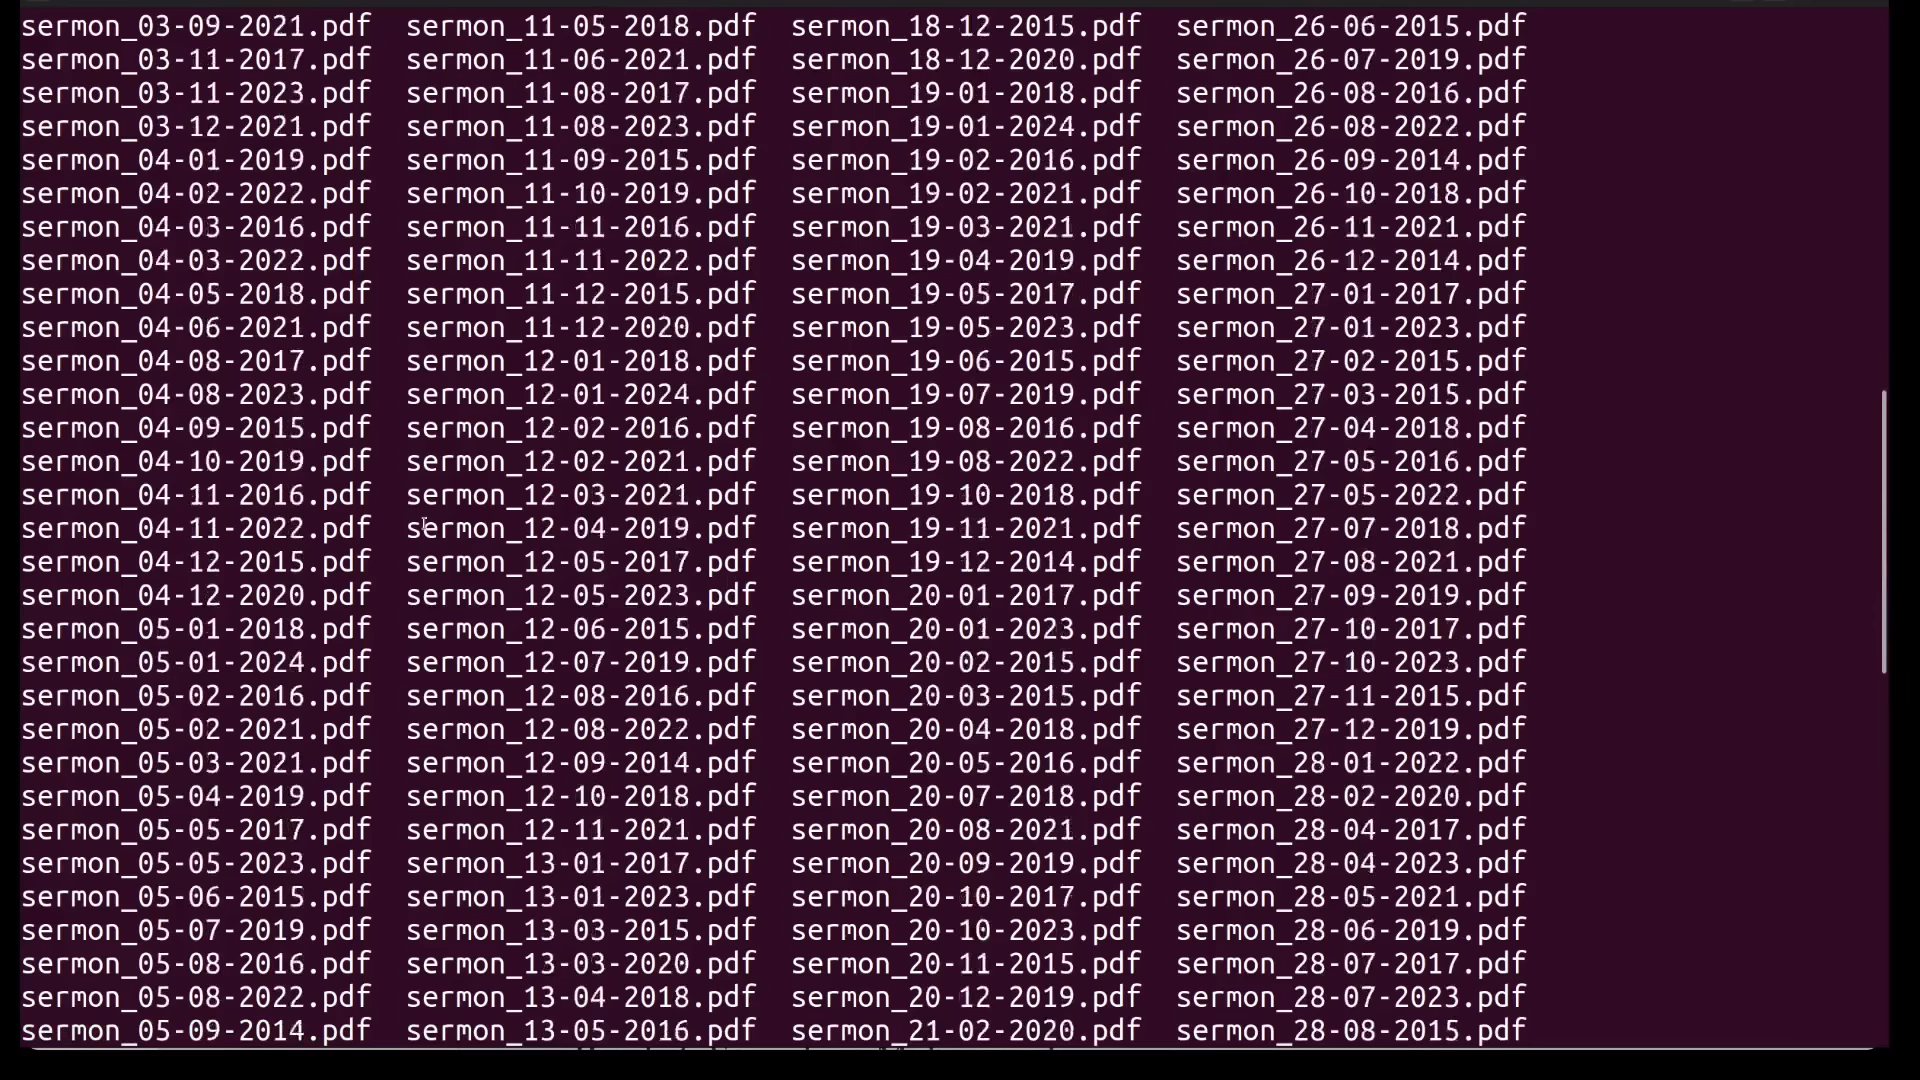 sermon_03-09-2021.pdf  sermon_11-05-2018.pdf  sermon_18-12-2015.pdf  sermon_26-06-2015.pdf
sermon_03-11-2017.pdf  sermon_11-06-2021.pdf  sermon_18-12-2020.pdf  sermon_26-07-2019.pdf
sermon_03-11-2023.pdf  sermon_11-08-2017.pdf  sermon_19-01-2018.pdf  sermon_26-08-2016.pdf
sermon_03-12-2021.pdf  sermon_11-08-2023.pdf  sermon_19-01-2024.pdf  sermon_26-08-2022.pdf
sermon_04-01-2019.pdf  sermon_11-09-2015.pdf  sermon_19-02-2016.pdf  sermon_26-09-2014.pdf
sermon_04-02-2022.pdf  sermon_11-10-2019.pdf  sermon_19-02-2021.pdf  sermon_26-10-2018.pdf
sermon_04-03-2016.pdf  sermon_11-11-2016.pdf  sermon_19-03-2021.pdf  sermon_26-11-2021.pdf
sermon_04-03-2022.pdf  sermon_11-11-2022.pdf  sermon_19-04-2019.pdf  sermon_26-12-2014.pdf
sermon_04-05-2018.pdf  sermon_11-12-2015.pdf  sermon_19-05-2017.pdf  sermon_27-01-2017.pdf
sermon_04-06-2021.pdf  sermon_11-12-2020.pdf  sermon_19-05-2023.pdf  sermon_27-01-2023.pdf
sermon_04-08-2017.pdf  sermon_12-01-2018.pdf  sermon_19-06-2015.pdf  sermon_27-02-2015.pdf
sermon_04-08-2023.pdf  sermon_12-01-2024.pdf  sermon_19-07-2019.pdf  sermon_27-03-2015.pdf
sermon_04-09-2015.pdf  sermon_12-02-2016.pdf  sermon_19-08-2016.pdf  sermon_27-04-2018.pdf
sermon_04-10-2019.pdf  sermon_12-02-2021.pdf  sermon_19-08-2022.pdf  sermon_27-05-2016.pdf
sermon_04-11-2016.pdf  sermon_12-03-2021.pdf  sermon_19-10-2018.pdf  sermon_27-05-2022.pdf
sermon_04-11-2022.pdf  sermon_12-04-2019.pdf  sermon_19-11-2021.pdf  sermon_27-07-2018.pdf
sermon_04-12-2015.pdf  sermon_12-05-2017.pdf  sermon_19-12-2014.pdf  sermon_27-08-2021.pdf
sermon_04-12-2020.pdf  sermon_12-05-2023.pdf  sermon_20-01-2017.pdf  sermon_27-09-2019.pdf
sermon_05-01-2018.pdf  sermon_12-06-2015.pdf  sermon_20-01-2023.pdf  sermon_27-10-2017.pdf
sermon_05-01-2024.pdf  sermon_12-07-2019.pdf  sermon_20-02-2015.pdf  sermon_27-10-2023.pdf
sermon_05-02-2016.pdf  sermon_12-08-2016.pdf  sermon_20-03-2015.pdf  sermon_27-11-2015.pdf
sermon_05-02-2021.pdf  sermon_12-08-2022.pdf  sermon_20-04-2018.pdf  sermon_27-12-2019.pdf
sermon_05-03-2021.pdf  sermon_12-09-2014.pdf  sermon_20-05-2016.pdf  sermon_28-01-2022.pdf
sermon_05-04-2019.pdf  sermon_12-10-2018.pdf  sermon_20-07-2018.pdf  sermon_28-02-2020.pdf
sermon_05-05-2017.pdf  sermon_12-11-2021.pdf  sermon_20-08-2021.pdf  sermon_28-04-2017.pdf
sermon_05-05-2023.pdf  sermon_13-01-2017.pdf  sermon_20-09-2019.pdf  sermon_28-04-2023.pdf
sermon_05-06-2015.pdf  sermon_13-01-2023.pdf  sermon_20-10-2017.pdf  sermon_28-05-2021.pdf
sermon_05-07-2019.pdf  sermon_13-03-2015.pdf  sermon_20-10-2023.pdf  sermon_28-06-2019.pdf
sermon_05-08-2016.pdf  sermon_13-03-2020.pdf  sermon_20-11-2015.pdf  sermon_28-07-2017.pdf
sermon_05-08-2022.pdf  sermon_13-04-2018.pdf  sermon_20-12-2019.pdf  sermon_28-07-2023.pdf
sermon_05-09-2014.pdf  sermon_13-05-2016.pdf  sermon_21-02-2020.pdf  sermon_28-08-2015.pdf